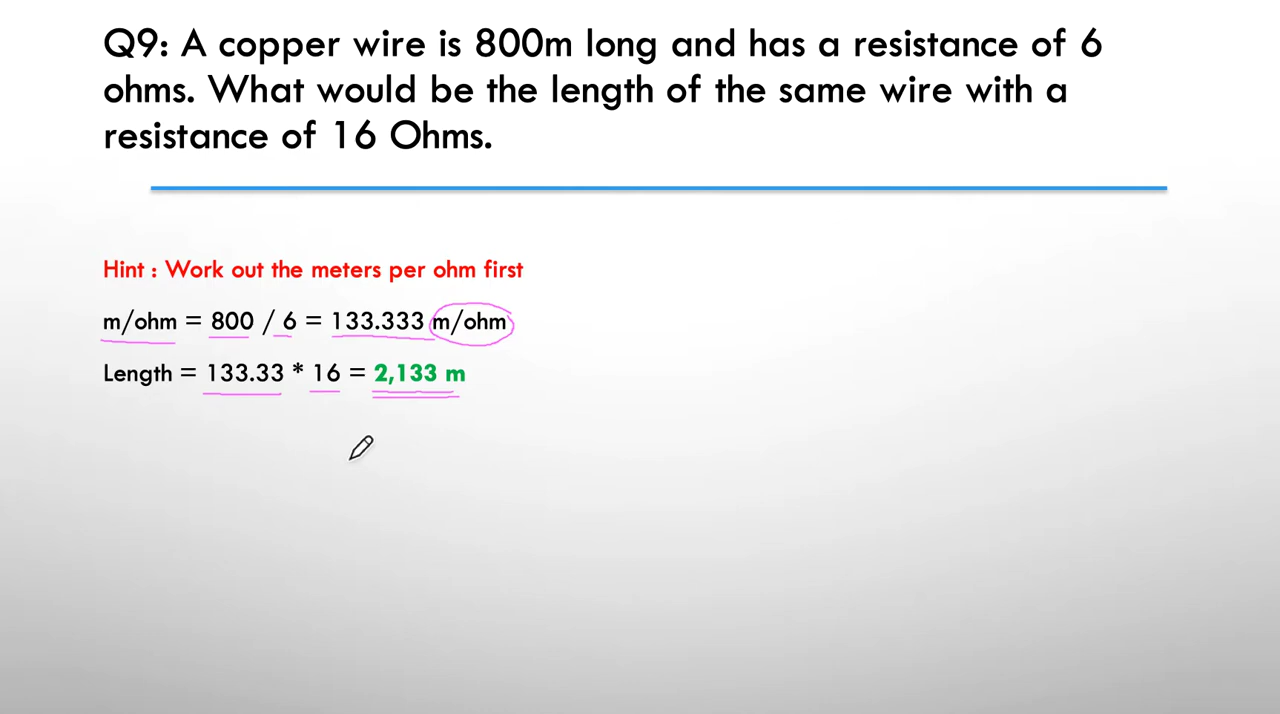 Q9: A copper wire is 800m long and has a resistance of 6
ohms. What would be the length of the same wire with a
resistance of 16 Ohms.
Hint : Work out the meters per ohm first
m/ohm = 800 / 6 = 133.333 m/ohm
Length = 133.33 * 16 = 2,133 m